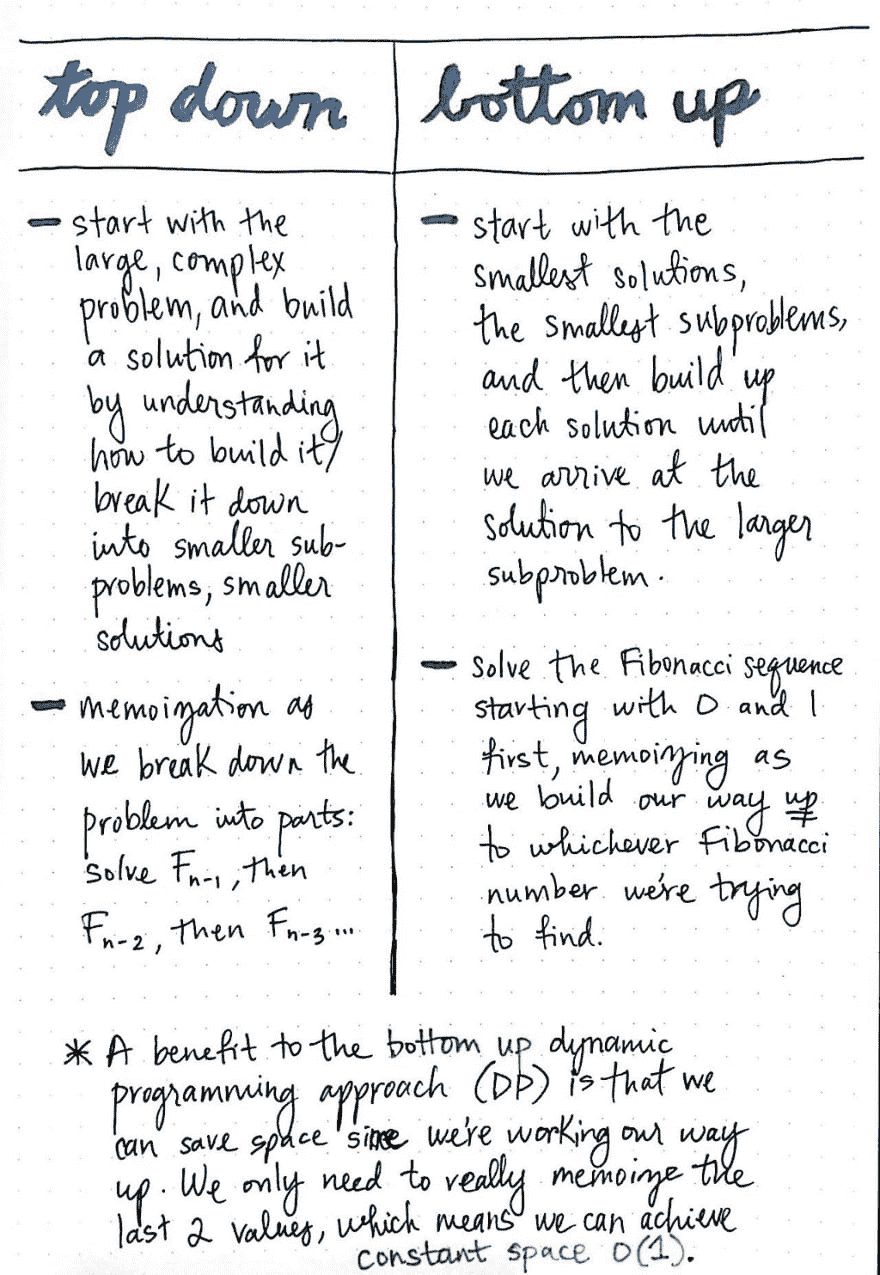 top down
- start with the
large, complex
problem, and build
a solution for it
by understanding
how to build it/
break it down
into smaller sub-
problems, smaller
solutions
- memoization as
we break down the
problem into parts:
solve Fn-1, then
Fn-2, then Fn-3...
bottom up
- start with the
smallest solutions,
the smallest subproblems,
and then build up
each solution until
we arrive at the
solution to the larger
subproblem.
- solve the Fibonacci sequence
starting with 0 and 1
first, memoizing as
we build our way up
to whichever Fibonacci
number we're trying
to find.
* A benefit to the bottom up dynamic
programming approach (DP) is that we
can save space since we're working our way
up. We only need to really memoize the
last 2 values, which means we can achieve
constant space O(1).